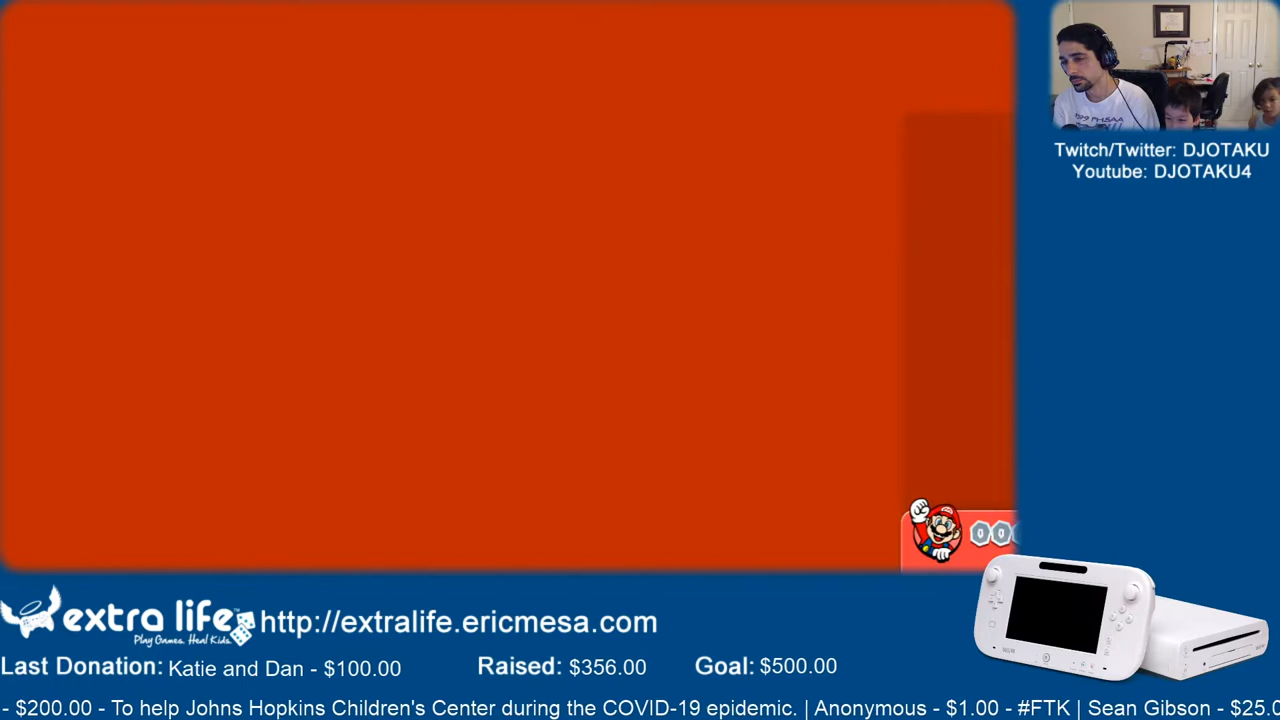 Twitch/Twitter: DJOTAKU
Youtube: DJOTAKU4
extra life
Play Games. Heal Kids.
http://extralife.ericmesa.com
Last Donation: Katie and Dan - $100.00 Raised: $356.00 Goal: $500.00
- $200.00 - To help Johns Hopkins Children's Center during the COVID-19 epidemic. | Anonymous - $1.00 - #FTK | Sean Gibson - $25.0